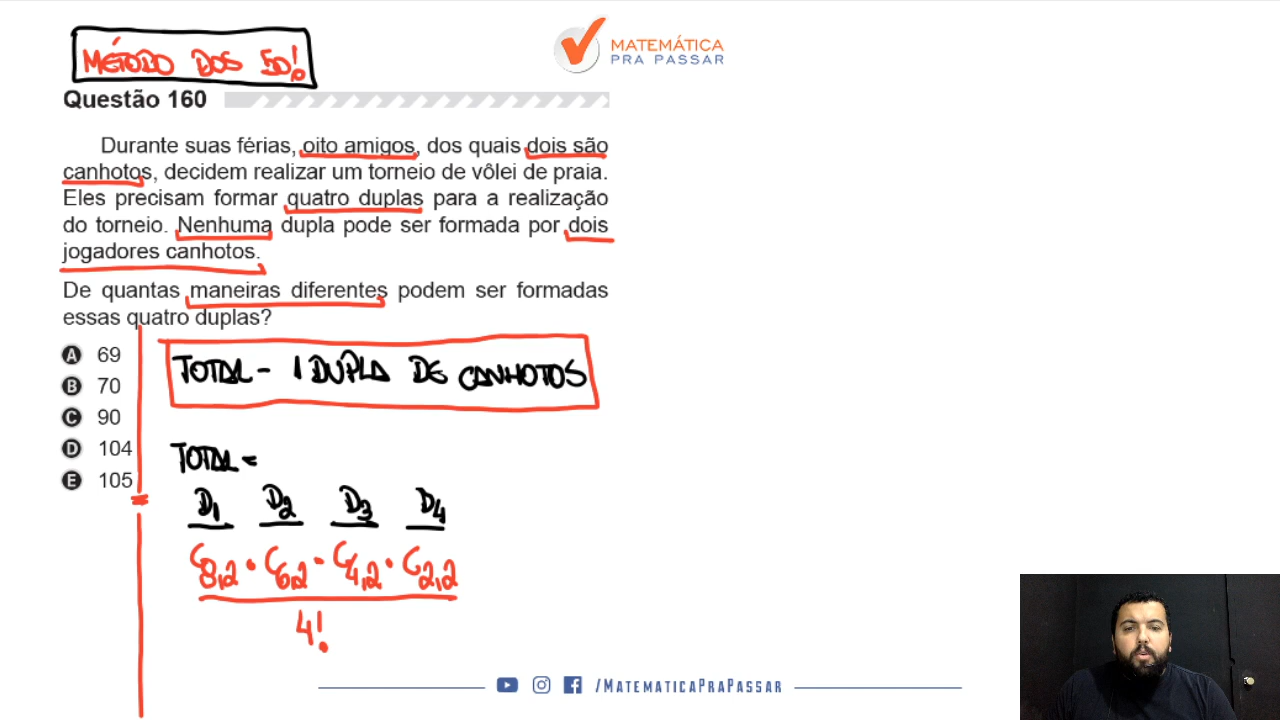 MÉTODO DOS 50!
MATEMÁTICA
PRA PASSAR
Questão 160
Durante suas férias, oito amigos, dos quais dois são
canhotos, decidem realizar um torneio de vôlei de praia.
Eles precisam formar quatro duplas para a realização
do torneio. Nenhuma dupla pode ser formada por dois
jogadores canhotos.
De quantas maneiras diferentes podem ser formadas
essas quatro duplas?
A 69
B 70
C 90
D 104
E 105
TOTAL - 1 DUPLA DE CANHOTOS
TOTAL =
D1 D2 D3 D4
C8,2 • C6,2 • C4,2 • C2,2
4!
/MATEMATICAPRAPASSAR